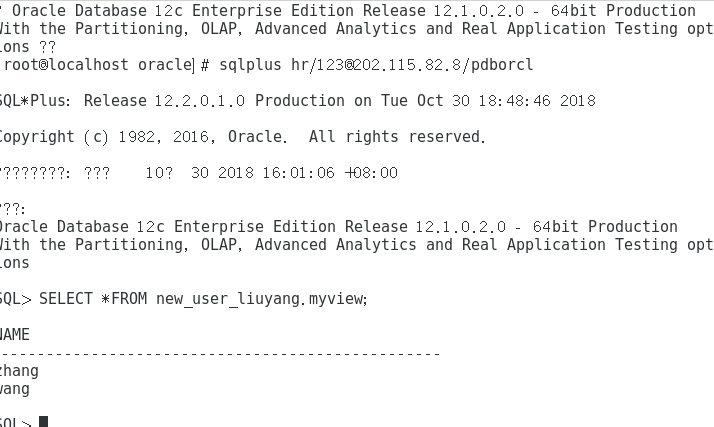 ? Oracle Database 12c Enterprise Edition Release 12.1.0.2.0 - 64bit Production
With the Partitioning, OLAP, Advanced Analytics and Real Application Testing opt
ions ??
root@localhost oracle]# sqlplus hr/123@202.115.82.8/pdborcl
SQL*Plus: Release 12.2.0.1.0 Production on Tue Oct 30 18:48:46 2018
Copyright (c) 1982, 2016, Oracle.  All rights reserved.
???????: ???    10?  30 2018 16:01:06 +08:00
???:
Oracle Database 12c Enterprise Edition Release 12.1.0.2.0 - 64bit Production
With the Partitioning, OLAP, Advanced Analytics and Real Application Testing opt
ions
SQL> SELECT *FROM new_user_liuyang.myview;
NAME
--------------------------------------------------
zhang
wang
SQL>